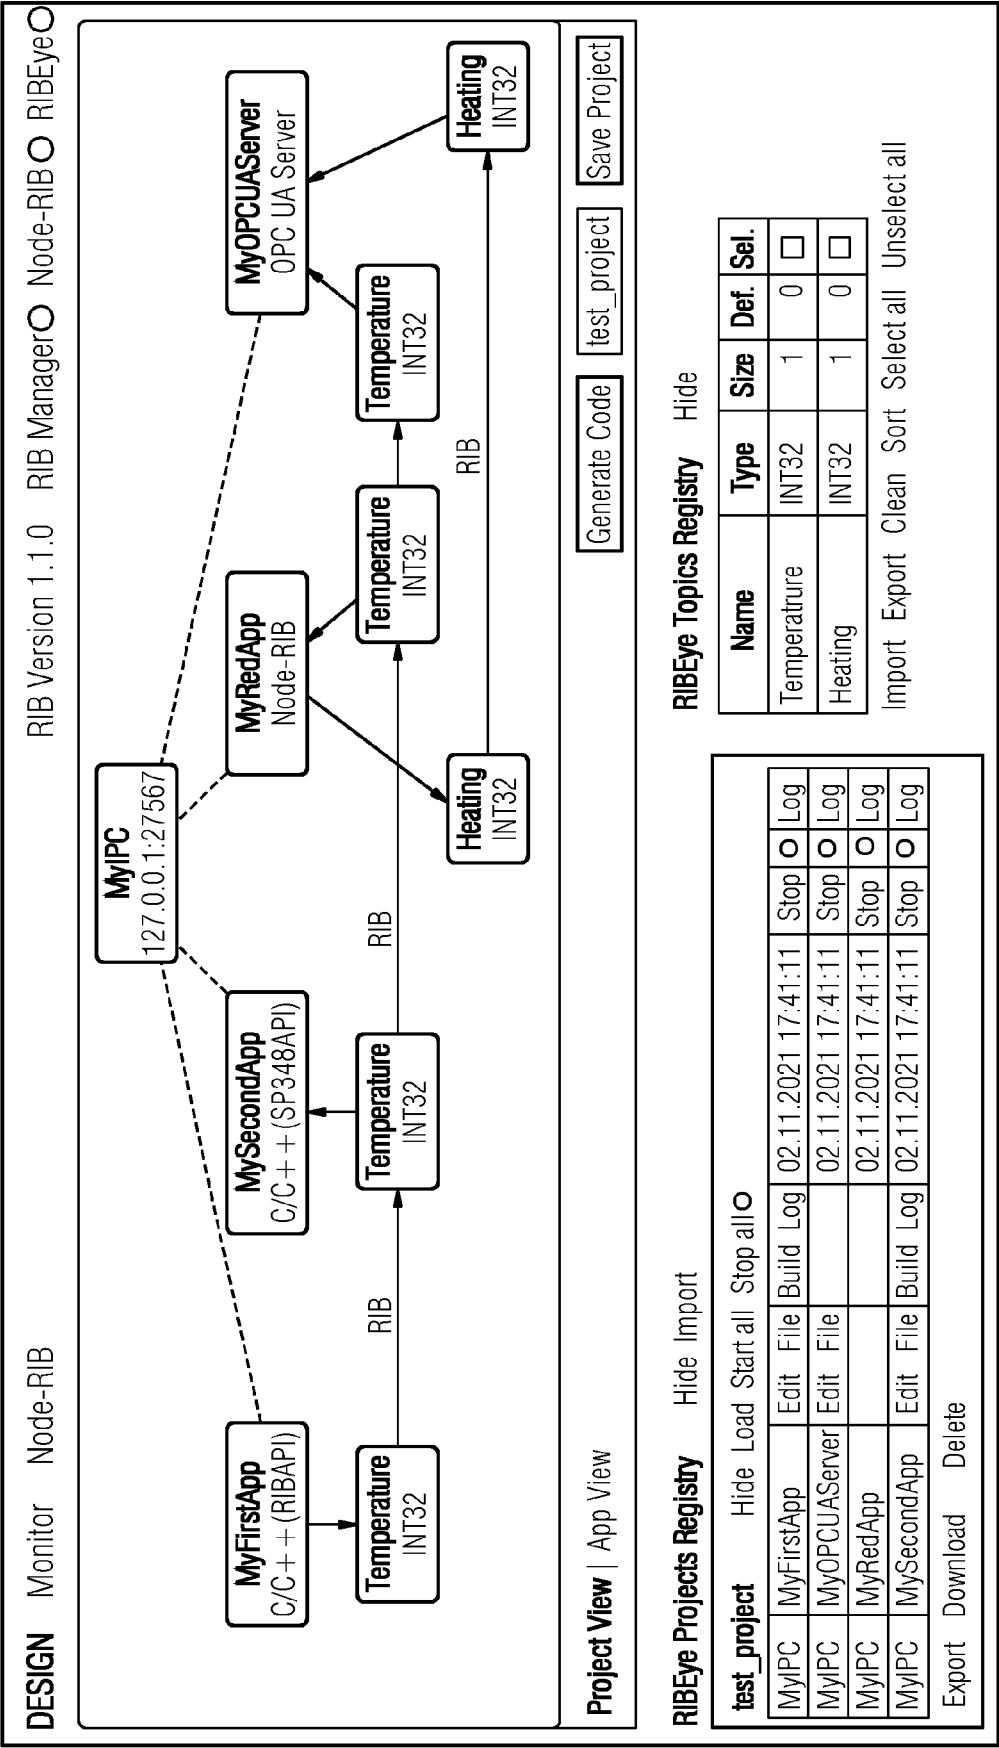 DESIGN Monitor Node-RIB RIB Version 1.1.0 RIB Manager Node-RIB RIBEye
MyIPC
127.0.0.1:27567
MyFirstApp
C/C++(RIBAPI)
MySecondApp
C/C++(SP348API)
MyRedApp
Node-RIB
MyOPCUAServer
OPC UA Server
Temperature
INT32
RIB
Temperature
INT32
RIB
Temperature
INT32
Temperature
INT32
Heating
INT32
RIB
Heating
INT32
Project View | App View Generate Code test_project Save Project
RIBEye Projects Registry Hide Import
test_project Hide Load Start all Stop all
MyIPC MyFirstApp Edit File Build Log 02.11.2021 17:41:11 Stop Log
MyIPC MyOPCUAServer Edit File 02.11.2021 17:41:11 Stop Log
MyIPC MyRedApp 02.11.2021 17:41:11 Stop Log
MyIPC MySecondApp Edit File Build Log 02.11.2021 17:41:11 Stop Log
Export Download Delete
RIBEye Topics Registry Hide
Name Type Size Def. Sel.
Temperatrure INT32 1 0
Heating INT32 1 0
Import Export Clean Sort Select all Unselect all